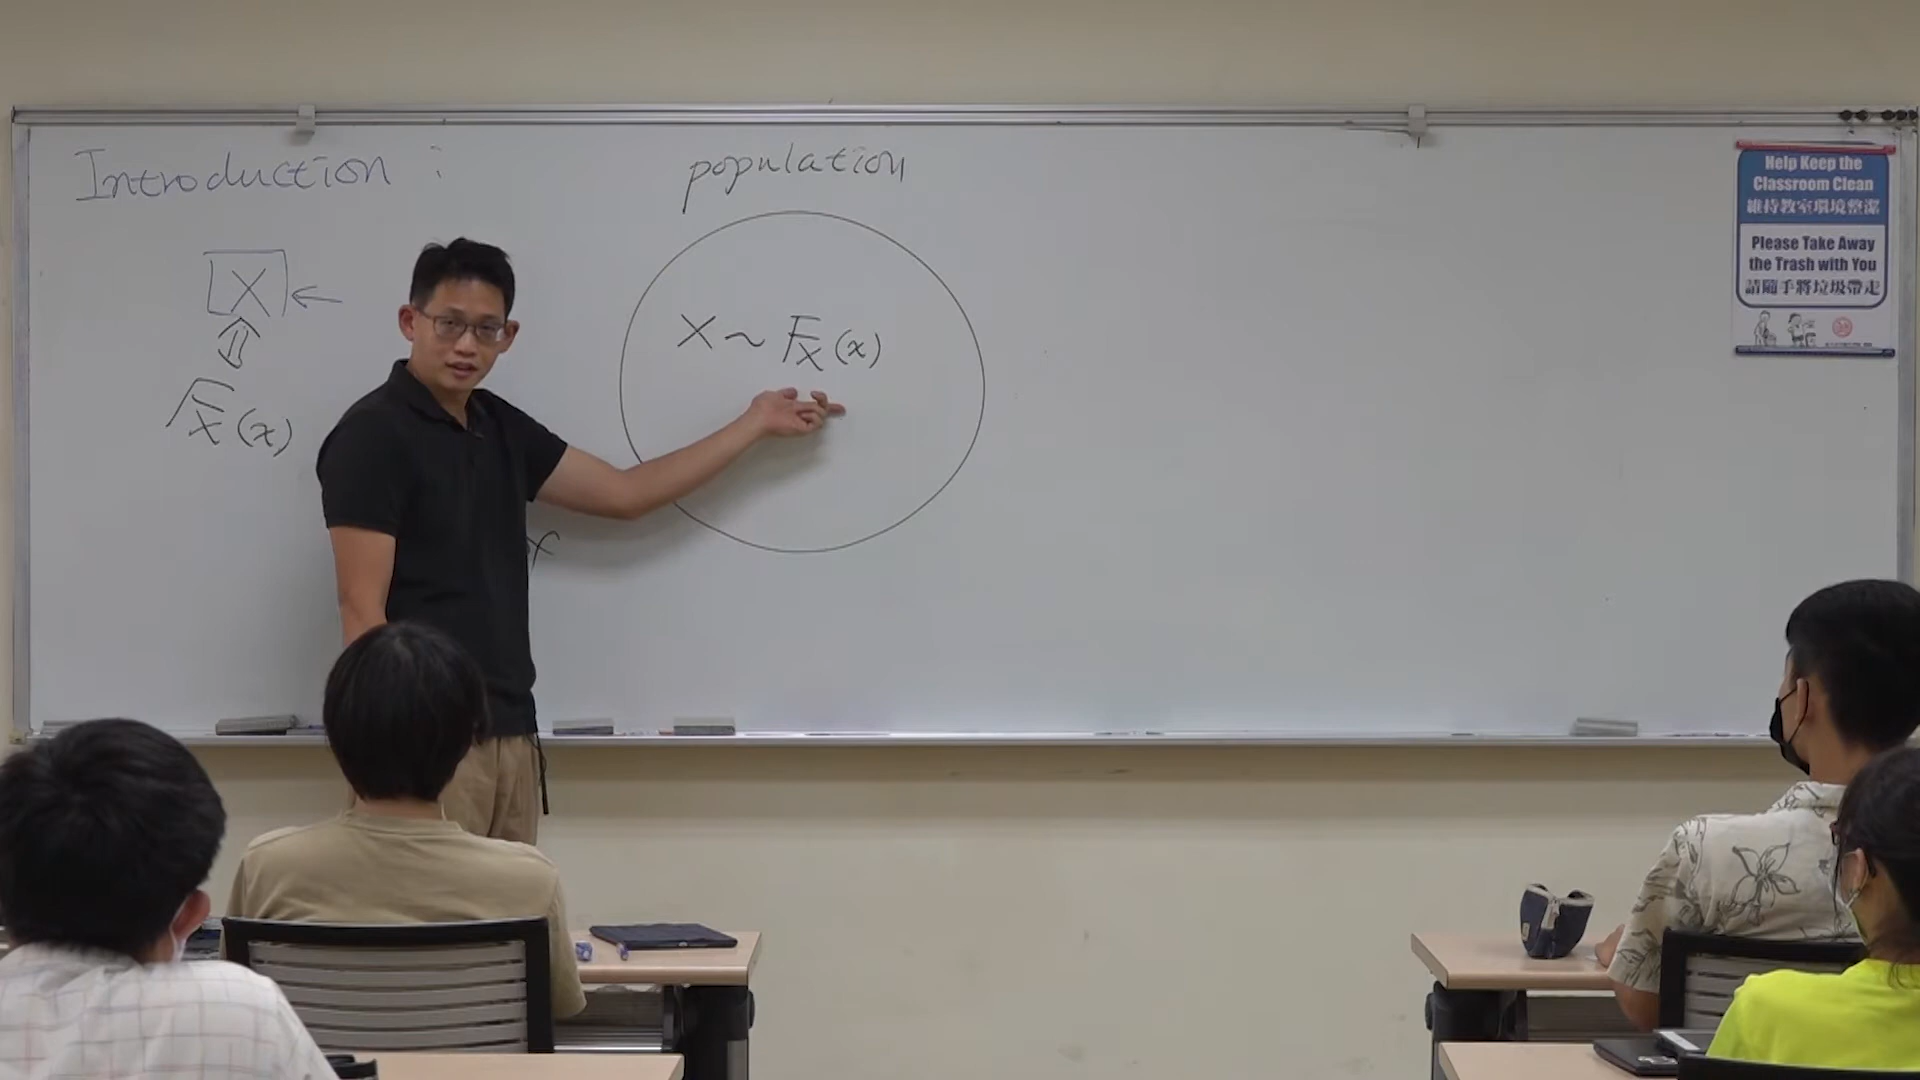 Introduction :
X ←
⇕
F_X(x)
population
X ~ F_X(x)
Help Keep the
Classroom Clean
維持教室環境整潔
Please Take Away
the Trash with You
請隨手將垃圾帶走